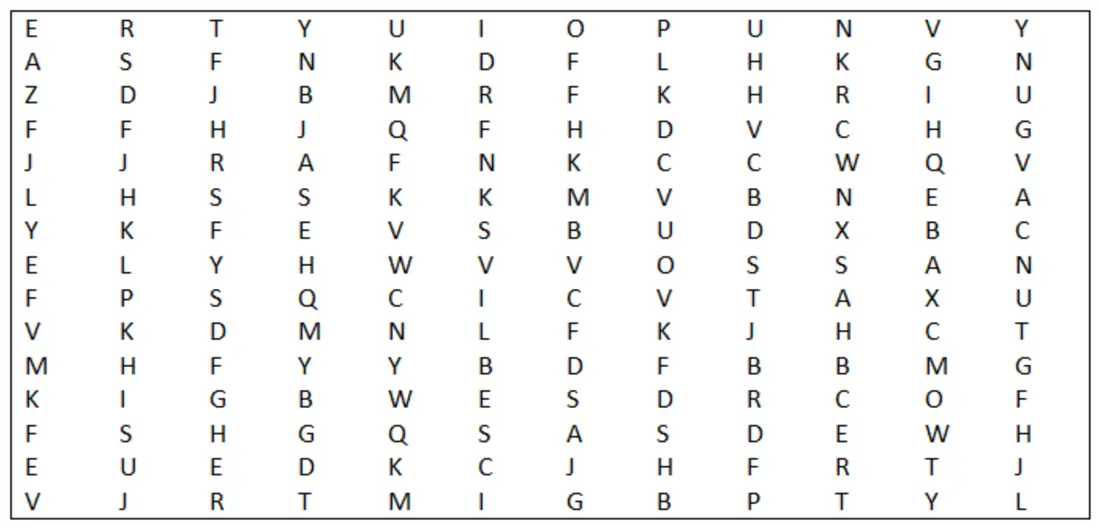 E R T Y U I O P U N V Y
A S F N K D F L H K G N
Z D J B M R F K H R I U
F F H J Q F H D V C H G
J J R A F N K C C W Q V
L H S S K K M V B N E A
Y K F E V S B U D X B C
E L Y H W V V O S S A N
F P S Q C I C V T A X U
V K D M N L F K J H C T
M H F Y Y B D F B B M G
K I G B W E S D R C O F
F S H G Q S A S D E W H
E U E D K C J H F R T J
V J R T M I G B P T Y L